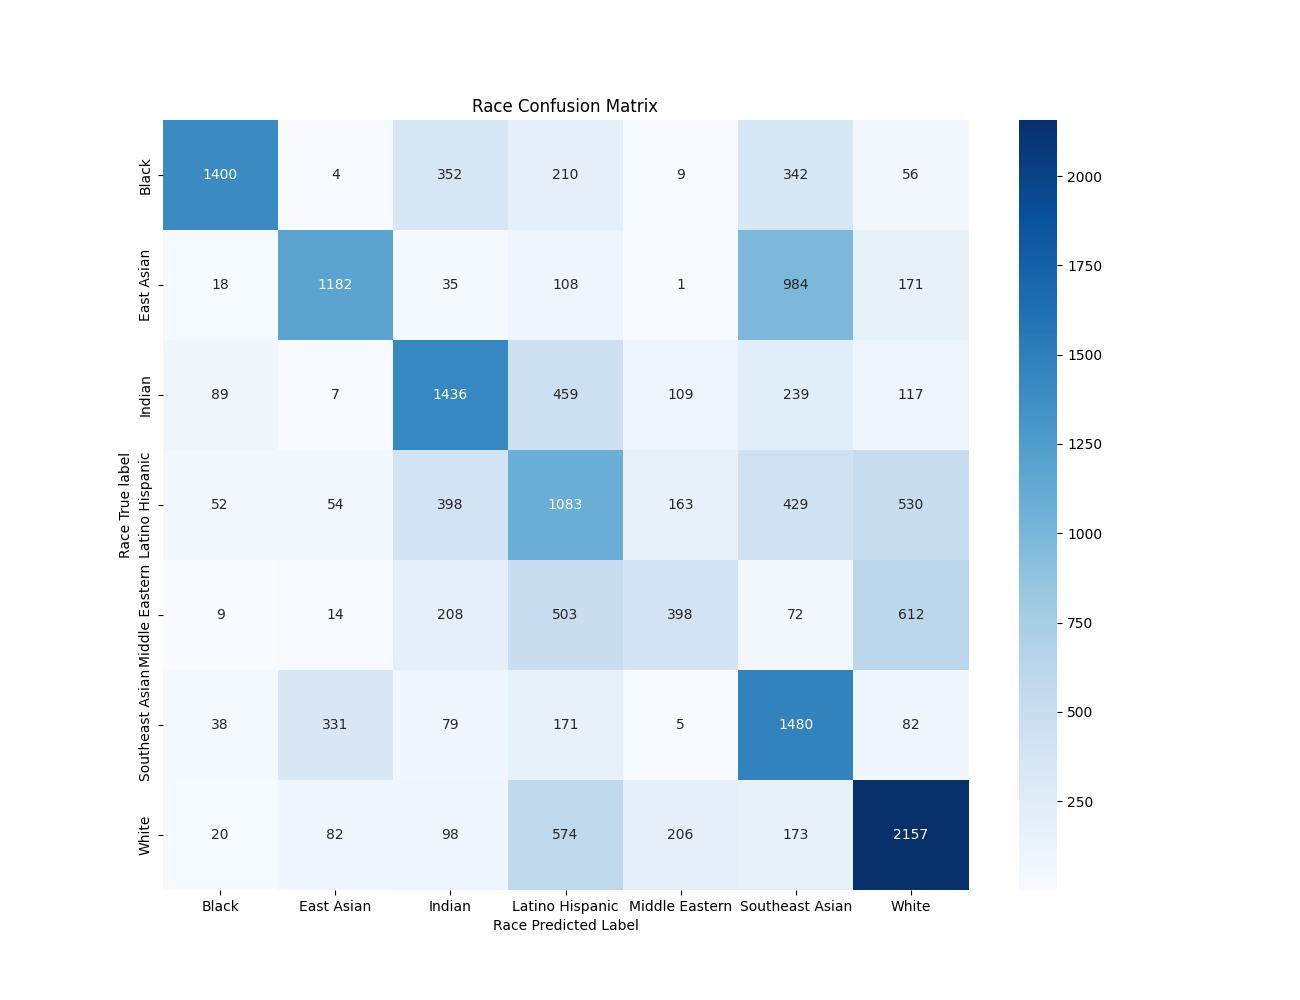 Race Confusion Matrix
Black 1400 4 352 210 9 342 56
East Asian 18 1182 35 108 1 984 171
Indian 89 7 1436 459 109 239 117
Latino Hispanic 52 54 398 1083 163 429 530
Middle Eastern 9 14 208 503 398 72 612
Southeast Asian 38 331 79 171 5 1480 82
White 20 82 98 574 206 173 2157
Race True label
Black East Asian Indian Latino Hispanic Middle Eastern Southeast Asian White
Race Predicted Label
2000
1750
1500
1250
1000
750
500
250